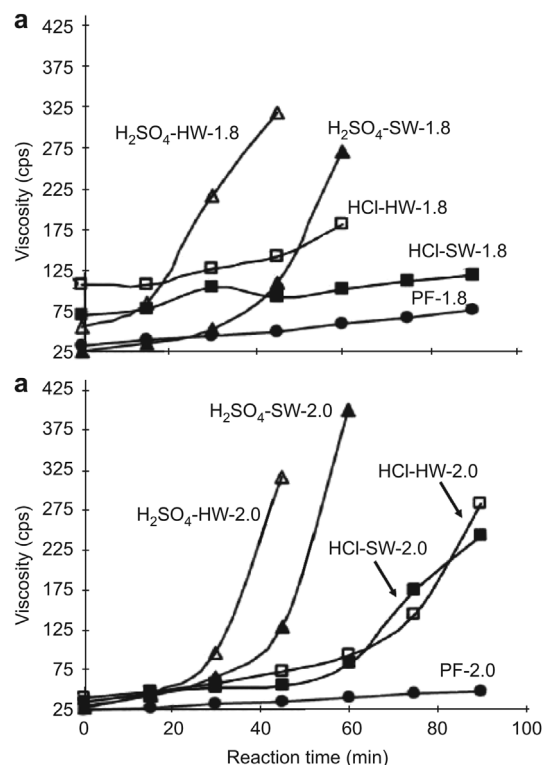 a
425
375
325
275
225
175
125
75
25
Viscosity (cps)
H₂SO₄-HW-1.8
H₂SO₄-SW-1.8
HCl-HW-1.8
HCl-SW-1.8
PF-1.8
a
425
375
325
275
225
175
125
75
25
Viscosity (cps)
H₂SO₄-SW-2.0
HCl-HW-2.0
H₂SO₄-HW-2.0
HCl-SW-2.0
PF-2.0
0 20 40 60 80 100
Reaction time (min)